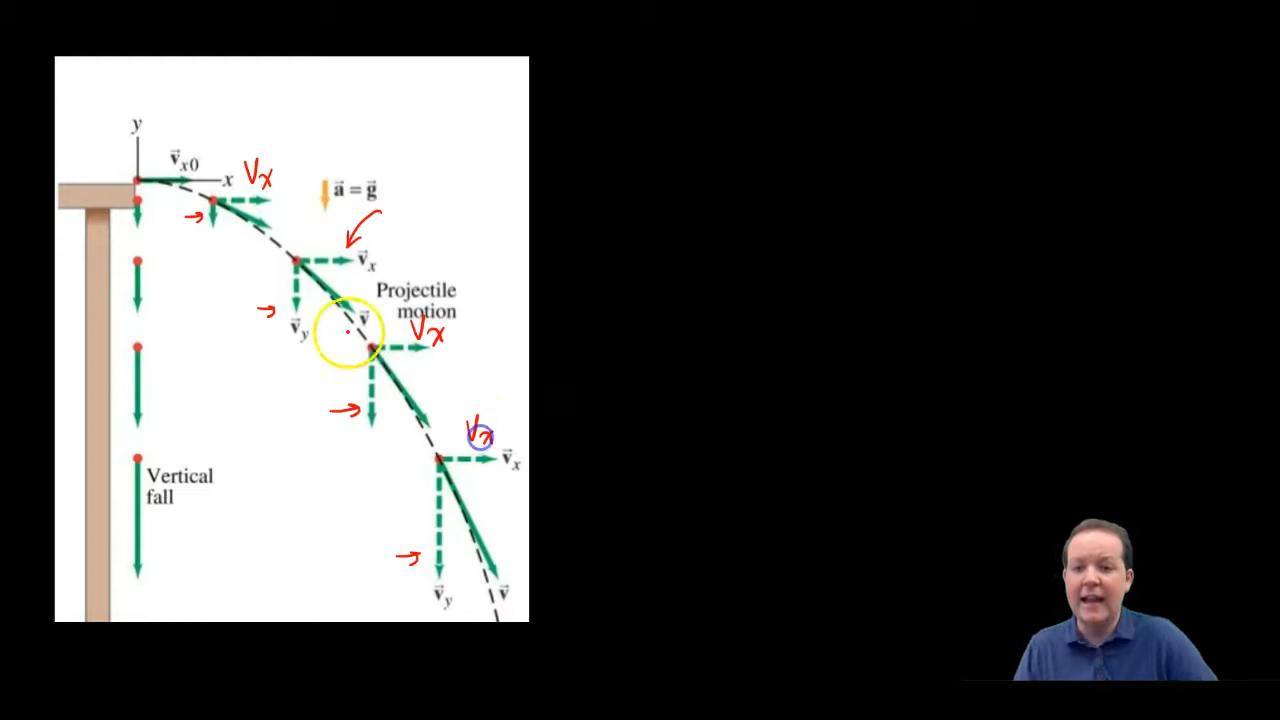 y
v⃗x0
x
Vx
a⃗ = g⃗
v⃗x
Projectile
motion
v⃗y
v⃗
Vx
Vx
v⃗x
Vertical
fall
v⃗y
v⃗